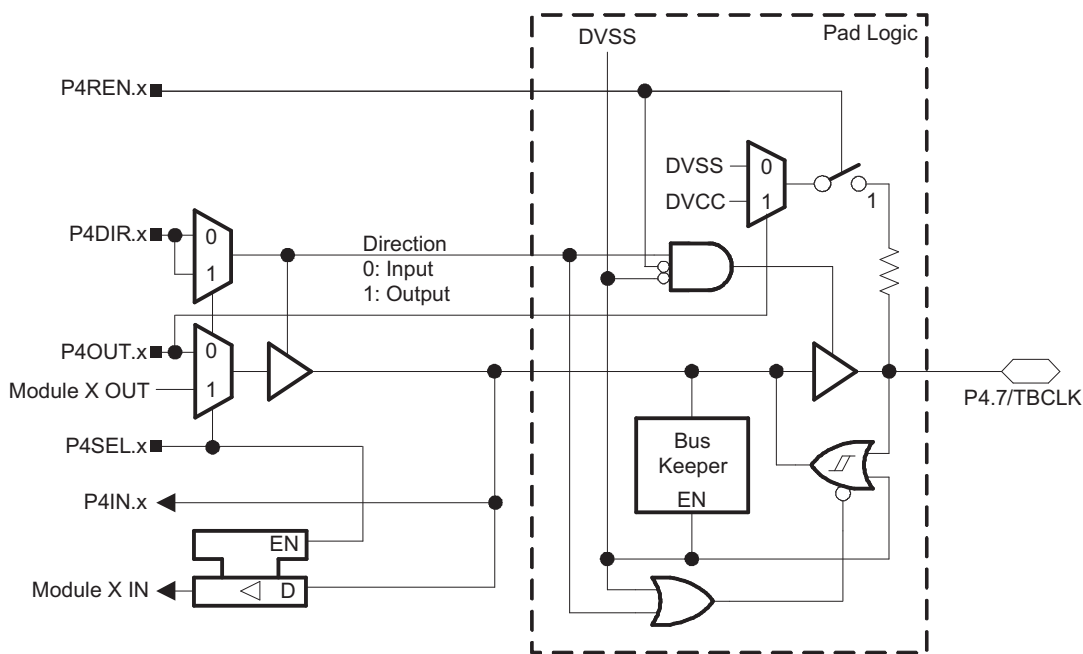 DVSS
Pad Logic
P4REN.x
DVSS
0
DVCC
1
1
P4DIR.x
0
1
Direction
0: Input
1: Output
P4OUT.x
0
Module X OUT
1
P4.7/TBCLK
P4SEL.x
Bus
Keeper
EN
P4IN.x
EN
Module X IN
D